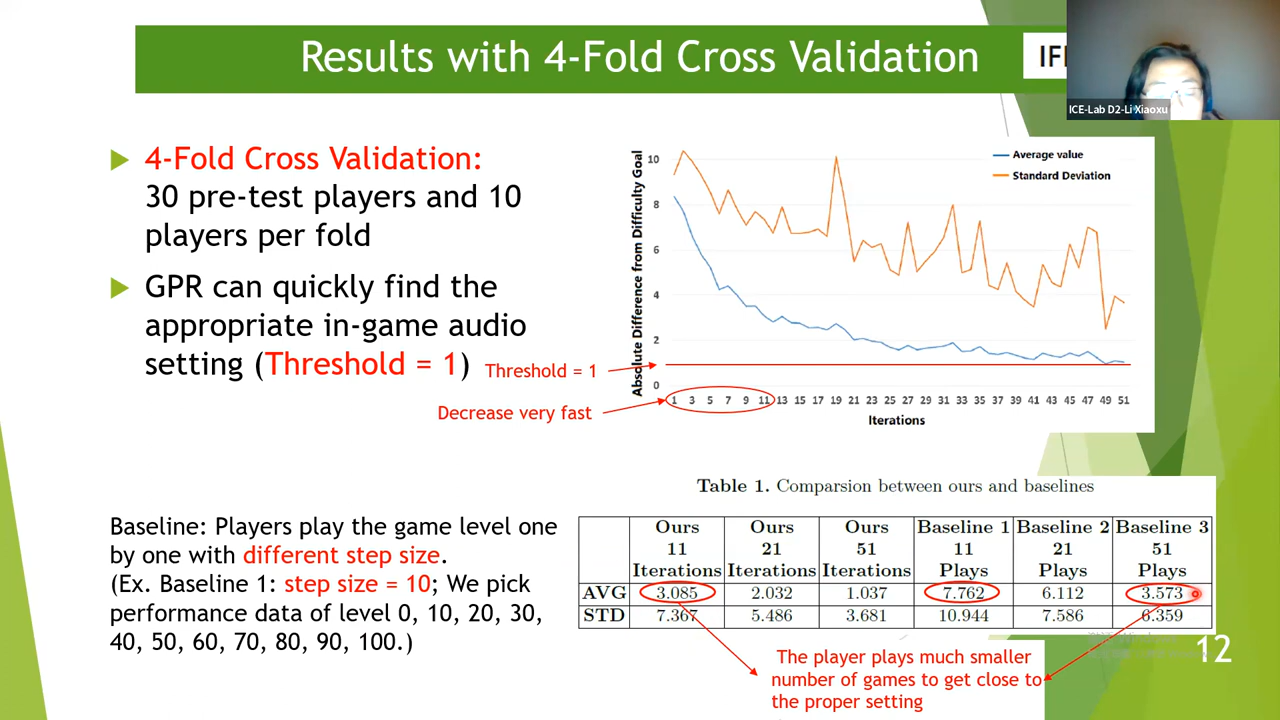 Results with 4-Fold Cross Validation
ICE-Lab D2-Li Xiaoxu
4-Fold Cross Validation:
30 pre-test players and 10
players per fold
GPR can quickly find the
appropriate in-game audio
setting (Threshold = 1)
Threshold = 1
Decrease very fast
Absolute Difference from Difficulty Goal
Average value
Standard Deviation
10
8
6
4
2
0
1 3 5 7 9 11 13 15 17 19 21 23 25 27 29 31 33 35 37 39 41 43 45 47 49 51
Iterations
Baseline: Players play the game level one
by one with different step size.
(Ex. Baseline 1: step size = 10; We pick
performance data of level 0, 10, 20, 30,
40, 50, 60, 70, 80, 90, 100.)
Table 1. Comparsion between ours and baselines
Ours Ours Ours Baseline 1 Baseline 2 Baseline 3
11 21 51 11 21 51
Iterations Iterations Iterations Plays Plays Plays
AVG 3.085 2.032 1.037 7.762 6.112 3.573
STD 7.367 5.486 3.681 10.944 7.586 6.359
The player plays much smaller
number of games to get close to
the proper setting
12